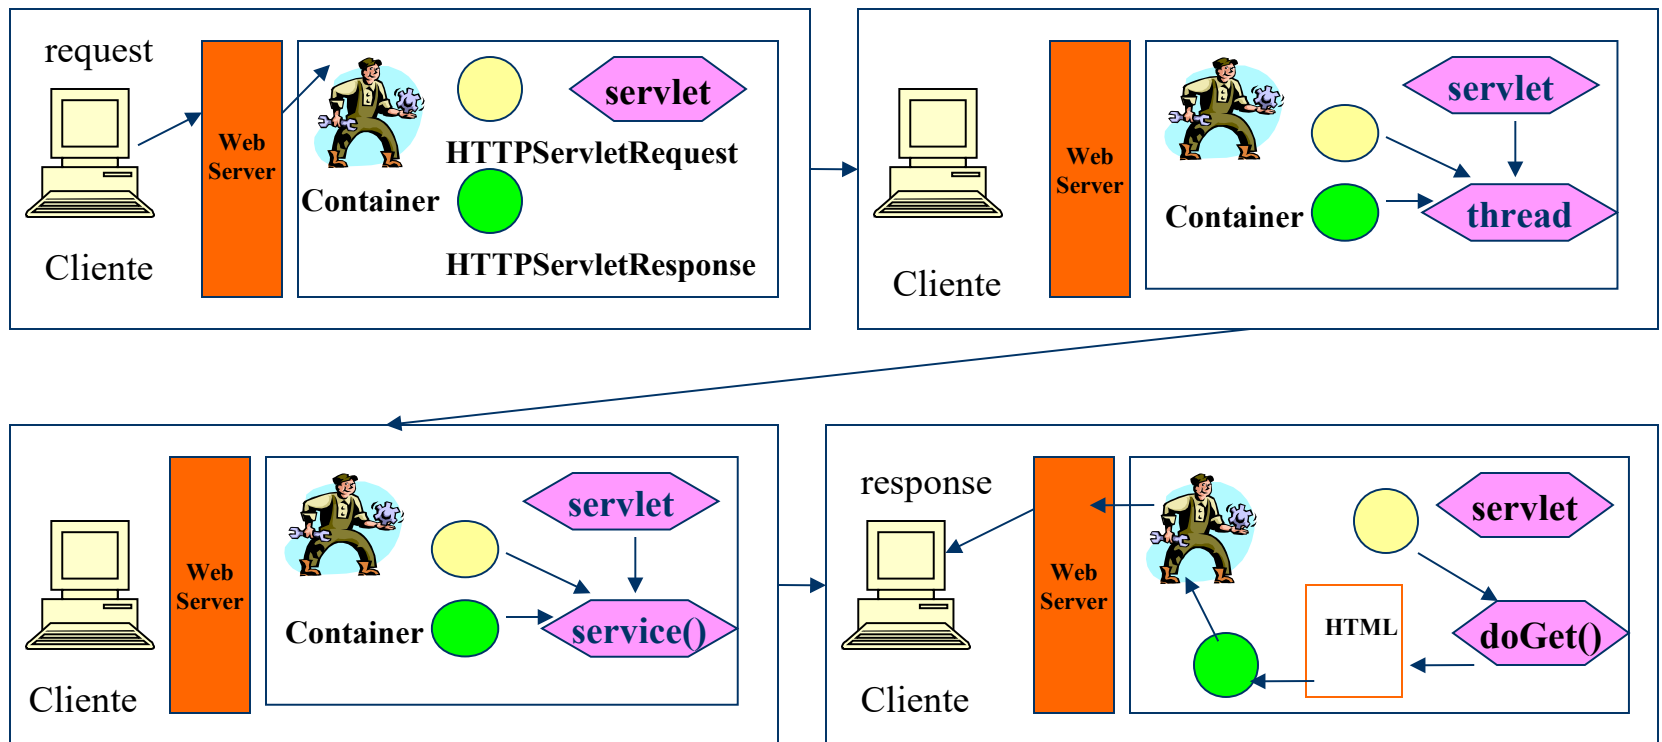 request
servlet
Web
Server
HTTPServletRequest
Container
HTTPServletResponse
Cliente
servlet
Web
Server
Container
thread
Cliente
servlet
Web
Server
Container
service()
Cliente
response
servlet
Web
Server
HTML
doGet()
Cliente